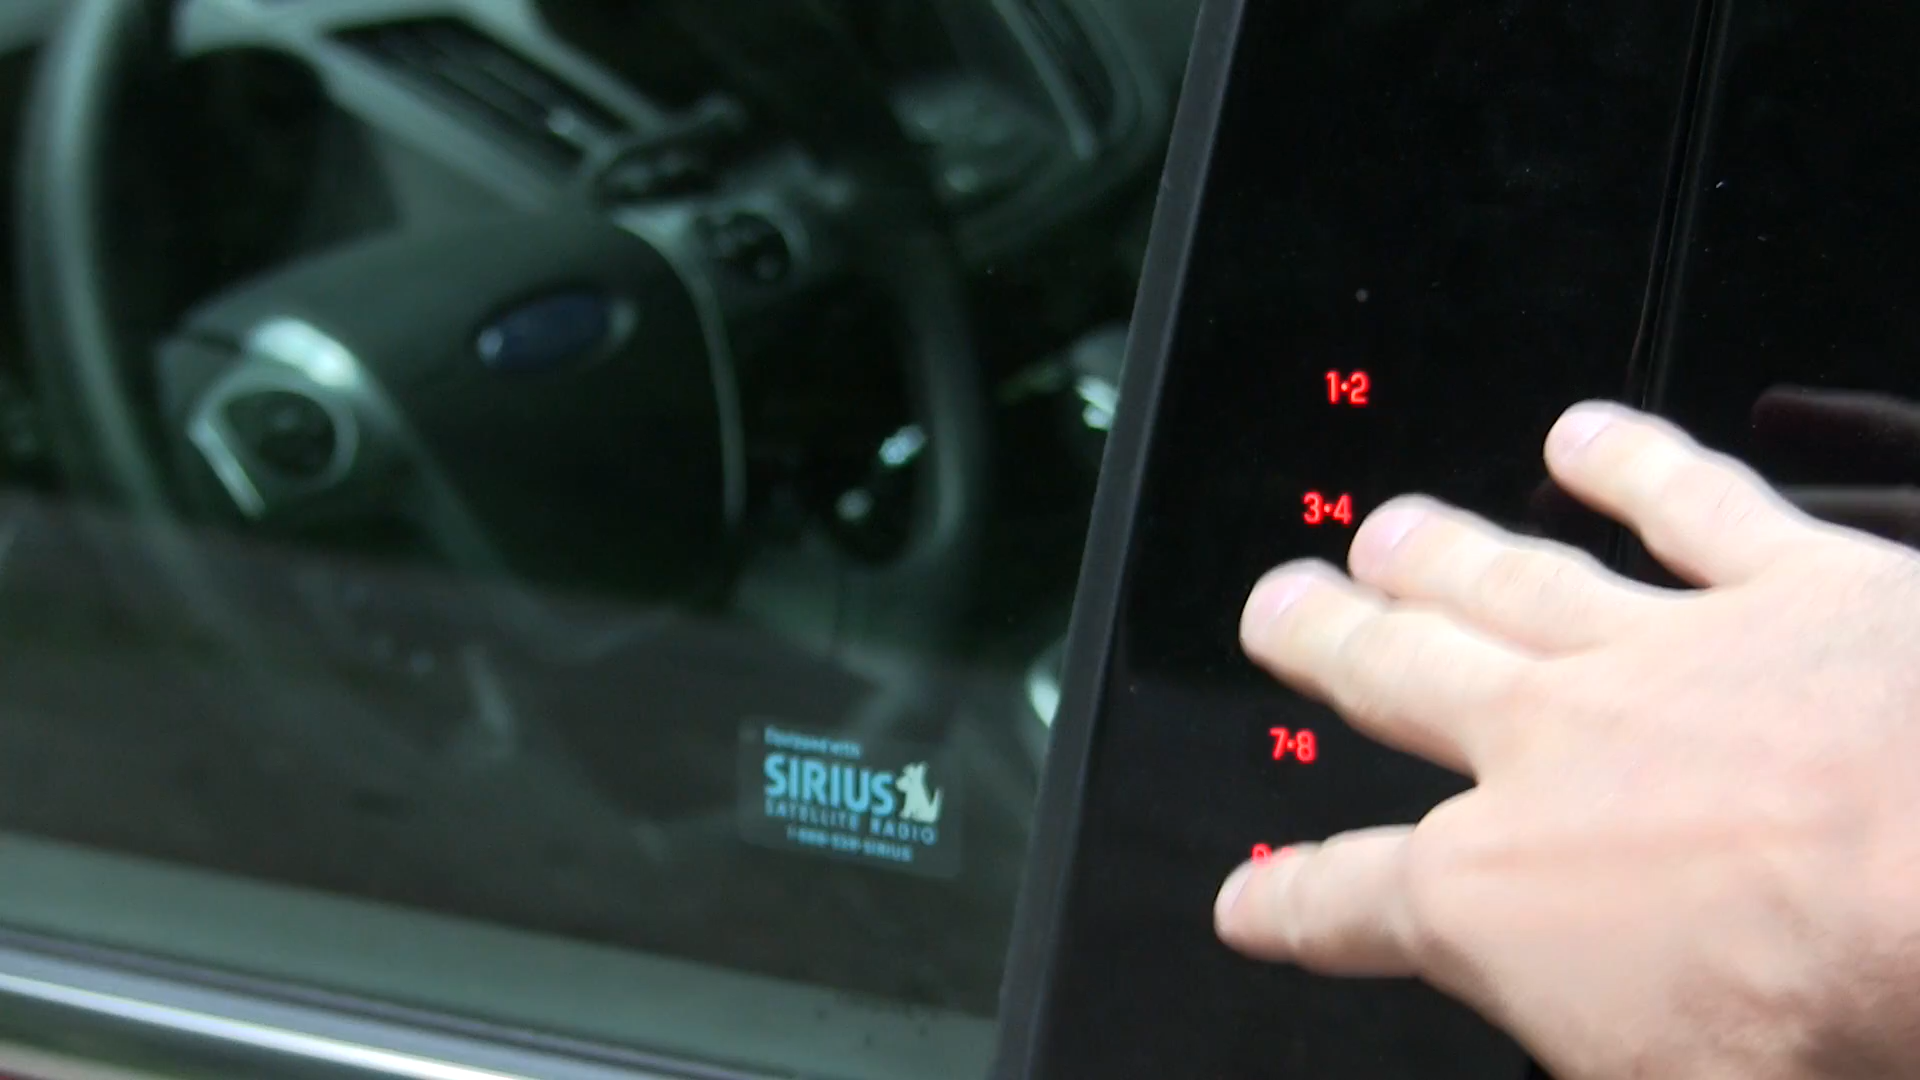 1•2
3•4
7•8
Equipped with
SIRIUS
SATELLITE RADIO